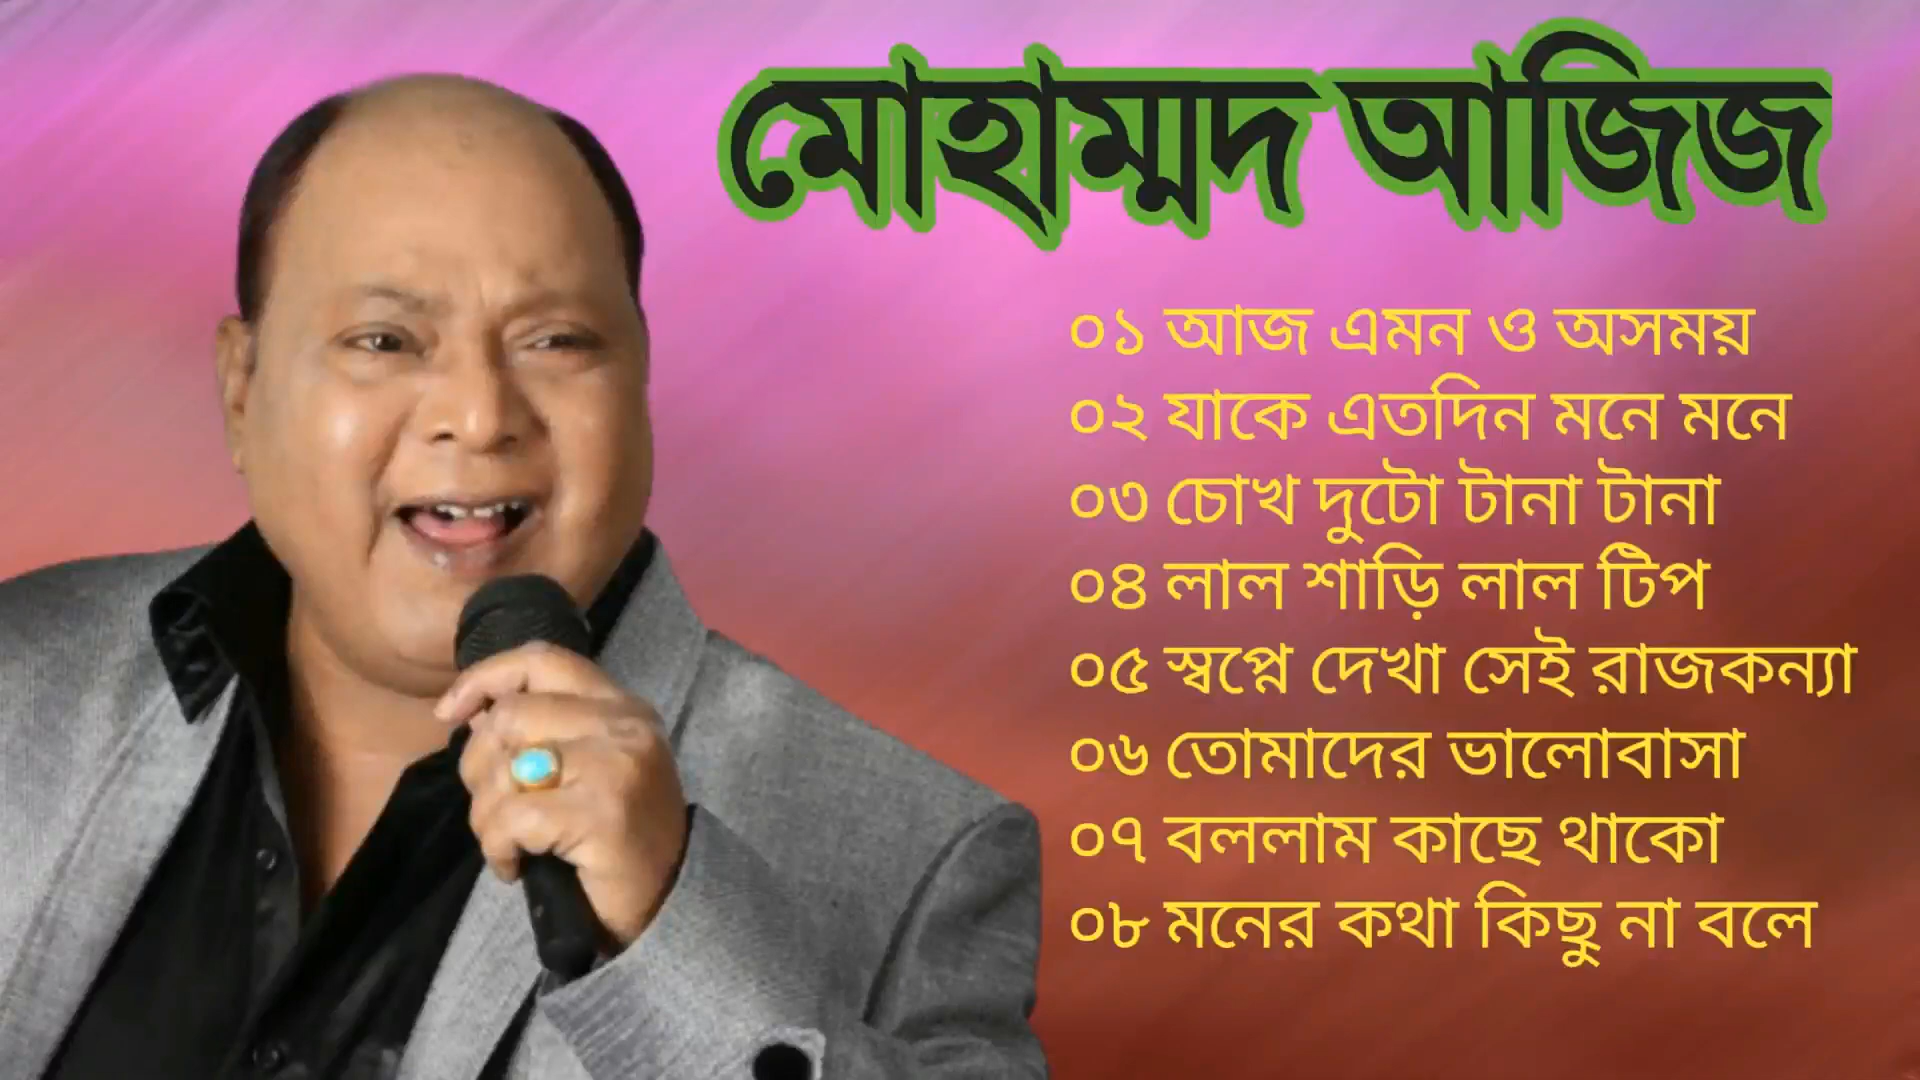 মোহাম্মদ আজিজ
০১ আজ এমন ও অসময়
০২ যাকে এতদিন মনে মনে
০৩ চোখ দুটো টানা টানা
০৪ লাল শাড়ি লাল টিপ
০৫ স্বপ্নে দেখা সেই রাজকন্যা
০৬ তোমাদের ভালোবাসা
০৭ বললাম কাছে থাকো
০৮ মনের কথা কিছু না বলে